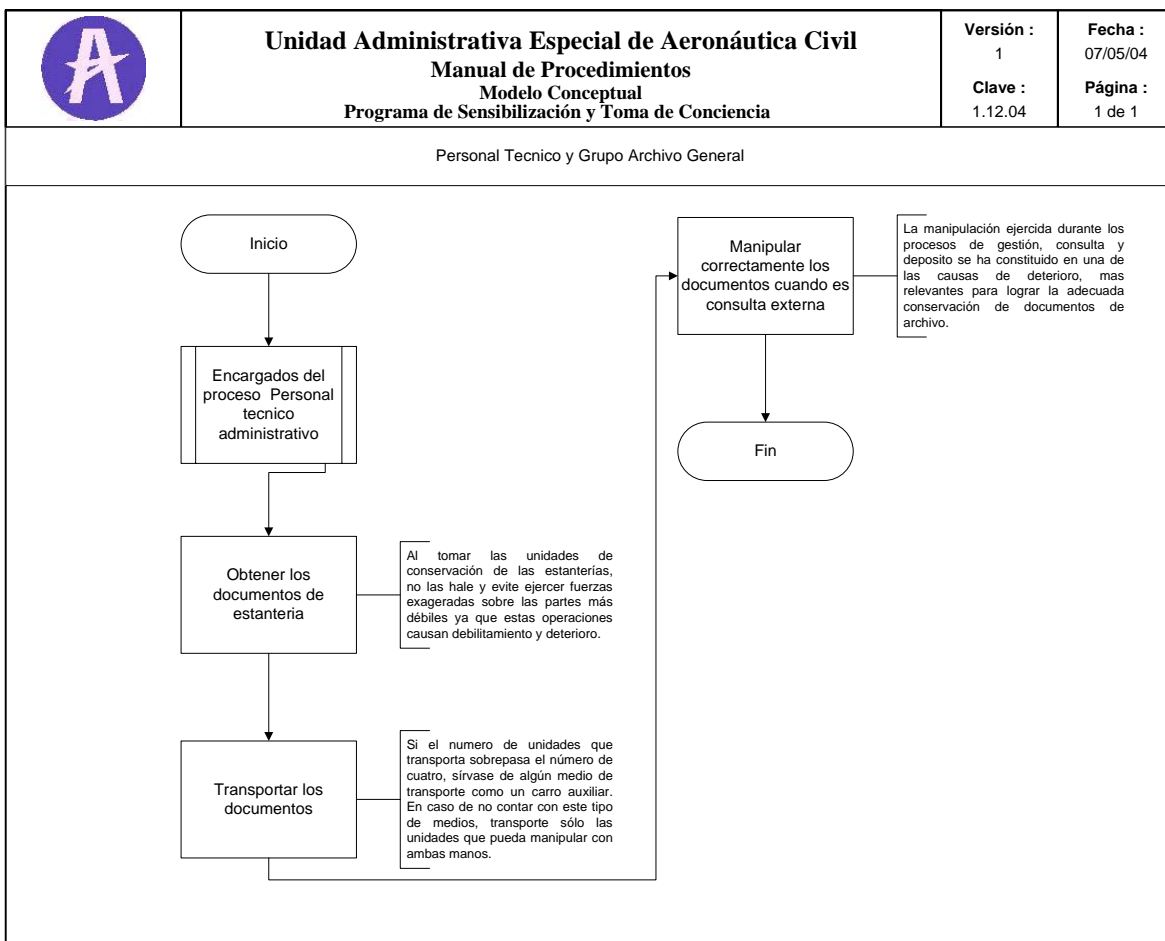 Unidad Administrativa Especial de Aeronáutica Civil
Manual de Procedimientos
Modelo Conceptual
Programa de Sensibilización y Toma de Conciencia
Versión :
1
Clave :
1.12.04
Fecha :
07/05/04
Página :
1 de 1
Personal Tecnico y Grupo Archivo General
Inicio
Encargados del
proceso Personal
tecnico
administrativo
Obtener los
documentos de
estanteria
Al tomar las unidades de
conservación de las estanterías,
no las hale y evite ejercer fuerzas
exageradas sobre las partes más
débiles ya que estas operaciones
causan debilitamiento y deterioro.
Transportar los
documentos
Si el numero de unidades que
transporta sobrepasa el número de
cuatro, sírvase de algún medio de
transporte como un carro auxiliar.
En caso de no contar con este tipo
de medios, transporte sólo las
unidades que pueda manipular con
ambas manos.
Manipular
correctamente los
documentos cuando es
consulta externa
La manipulación ejercida durante los
procesos de gestión, consulta y
deposito se ha constituido en una de
las causas de deterioro, mas
relevantes para lograr la adecuada
conservación de documentos de
archivo.
Fin